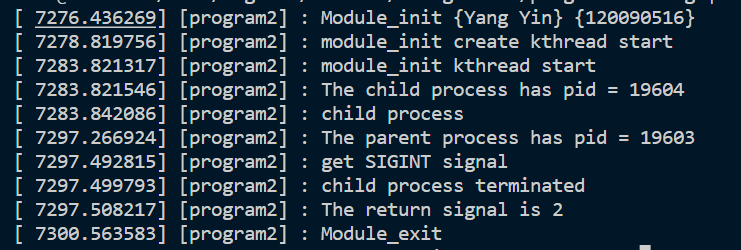 [ 7276.436269] [program2] : Module_init {Yang Yin} {120090516}
[ 7278.819756] [program2] : module_init create kthread start
[ 7283.821317] [program2] : module_init kthread start
[ 7283.821546] [program2] : The child process has pid = 19604
[ 7283.842086] [program2] : child process
[ 7297.266924] [program2] : The parent process has pid = 19603
[ 7297.492815] [program2] : get SIGINT signal
[ 7297.499793] [program2] : child process terminated
[ 7297.508217] [program2] : The return signal is 2
[ 7300.563583] [program2] : Module_exit